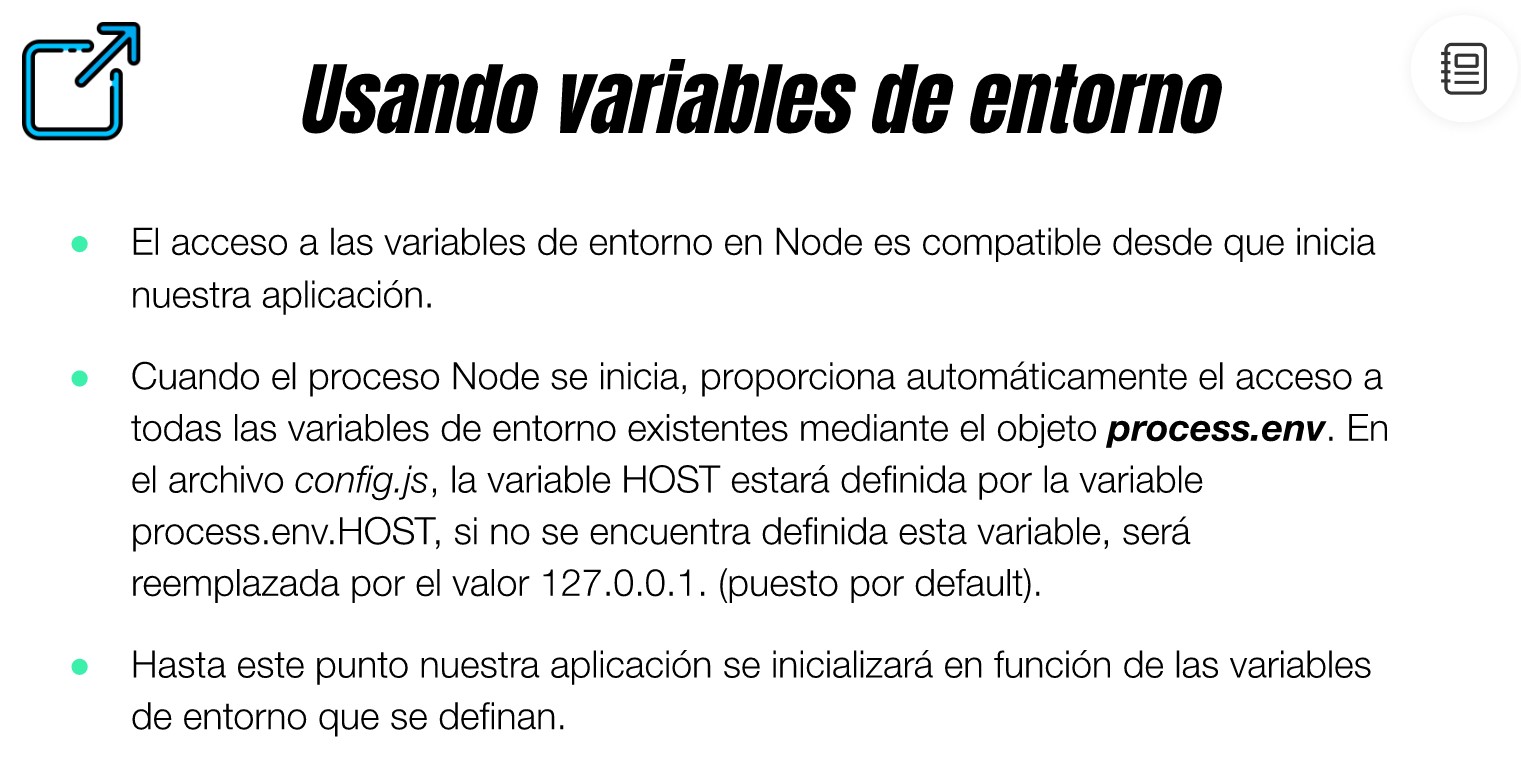 Usando variables de entorno
El acceso a las variables de entorno en Node es compatible desde que inicia
nuestra aplicación.
Cuando el proceso Node se inicia, proporciona automáticamente el acceso a
todas las variables de entorno existentes mediante el objeto process.env. En
el archivo config.js, la variable HOST estará definida por la variable
process.env.HOST, si no se encuentra definida esta variable, será
reemplazada por el valor 127.0.0.1. (puesto por default).
Hasta este punto nuestra aplicación se inicializará en función de las variables
de entorno que se definan.